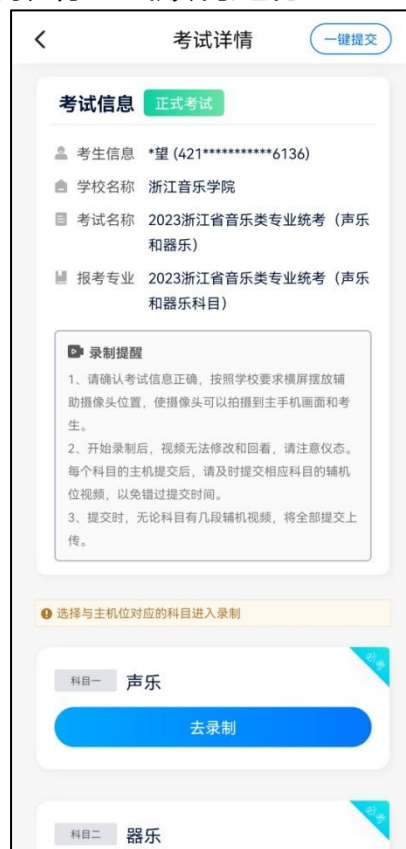 考试详情
一键提交
考试信息
正式考试
考生信息 *望 (421***********6136)
学校名称 浙江音乐学院
考试名称 2023浙江省音乐类专业统考（声乐
和器乐）
报考专业 2023浙江省音乐类专业统考（声乐
和器乐科目）
录制提醒
1、请确认考试信息正确，按照学校要求横屏摆放辅
助摄像头位置，使摄像头可以拍摄到主手机画面和考
生。
2、开始录制后，视频无法修改和回看，请注意仪态。
每个科目的主机提交后，请及时提交相应科目的辅机
位视频，以免错过提交时间。
3、提交时，无论科目有几段辅机视频，将全部提交上
传。
选择与主机位对应的科目进入录制
必考
科目一 声乐
去录制
必考
科目二 器乐